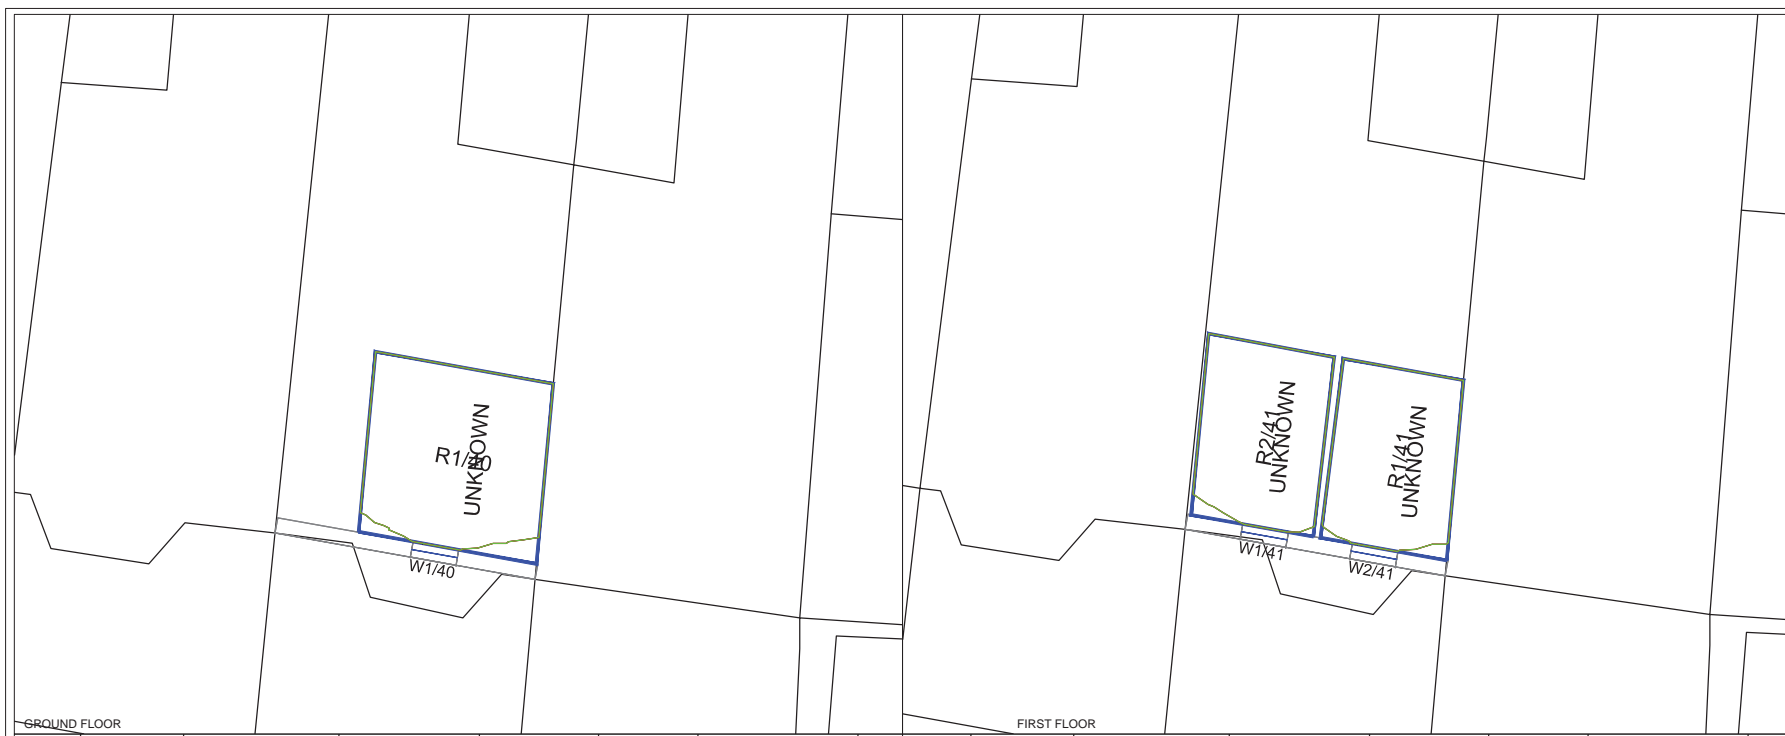 R1/40
UNKNOWN
W1/40
GROUND FLOOR
R2/41
UNKNOWN
R1/41
UNKNOWN
W1/41
W2/41
FIRST FLOOR